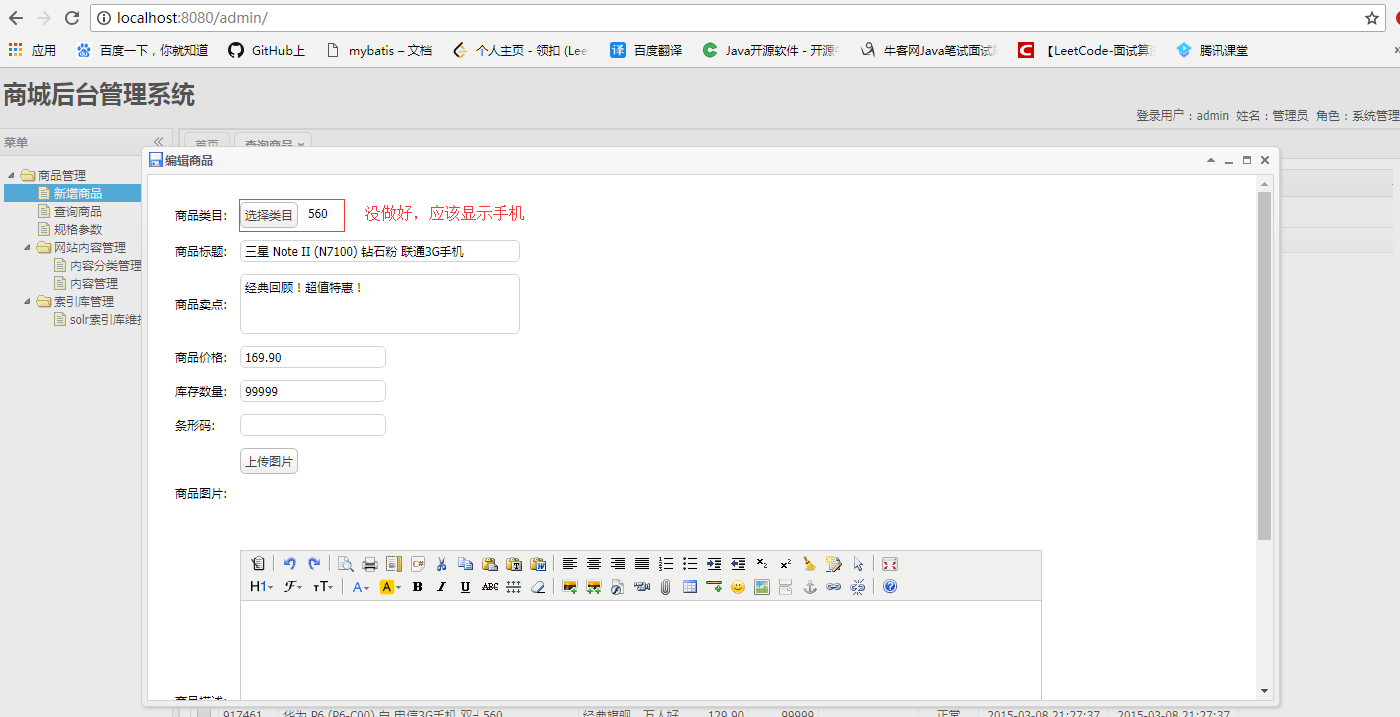 localhost:8080/admin/
应用 百度一下，你就知道 GitHub上 mybatis – 文档 个人主页 - 领扣 (Lee 百度翻译 Java开源软件 - 开源 牛客网Java笔试面试 【LeetCode-面试算 腾讯课堂
商城后台管理系统
登录用户：admin 姓名：管理员 角色：系统管理
菜单
首页 查询商品
商品管理
新增商品
查询商品
规格参数
网站内容管理
内容分类管理
内容管理
索引库管理
solr索引库维护
编辑商品
商品类目: 选择类目 560 没做好，应该显示手机
商品标题: 三星 Note II (N7100) 钻石粉 联通3G手机
商品卖点: 经典回顾！超值特惠！
商品价格: 169.90
库存数量: 99999
条形码:
上传图片
商品图片:
商品描述:
917461 华为 P6 (P6-C00) 白 电信3G手机 双卡 560 经典旗舰 万人好 129.90 99999 正常 2015-03-08 21:27:37 2015-03-08 21:27:37